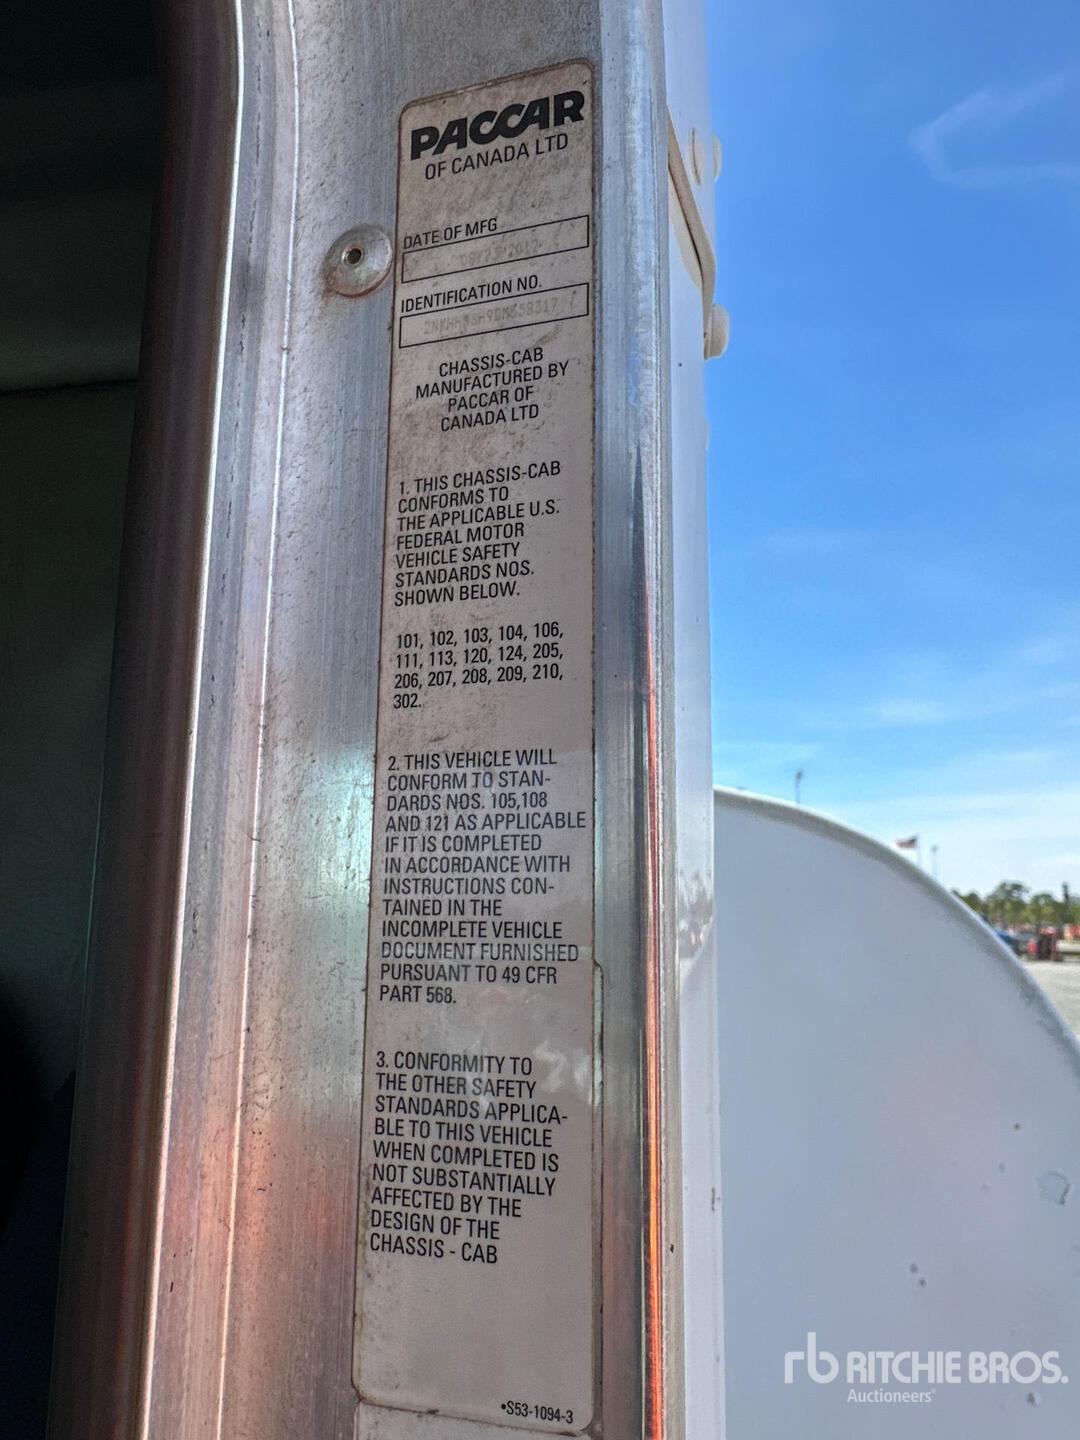 PACCAR
OF CANADA LTD
DATE OF MFG
IDENTIFICATION NO.
CHASSIS-CAB
MANUFACTURED BY
PACCAR OF
CANADA LTD
1. THIS CHASSIS-CAB
CONFORMS TO
THE APPLICABLE U.S.
FEDERAL MOTOR
VEHICLE SAFETY
STANDARDS NOS.
SHOWN BELOW.
101, 102, 103, 104, 106,
111, 113, 120, 124, 205,
206, 207, 208, 209, 210,
302.
2. THIS VEHICLE WILL
CONFORM TO STAN-
DARDS NOS. 105,108
AND 121 AS APPLICABLE
IF IT IS COMPLETED
IN ACCORDANCE WITH
INSTRUCTIONS CON-
TAINED IN THE
INCOMPLETE VEHICLE
DOCUMENT FURNISHED
PURSUANT TO 49 CFR
PART 568.
3. CONFORMITY TO
THE OTHER SAFETY
STANDARDS APPLICA-
BLE TO THIS VEHICLE
WHEN COMPLETED IS
NOT SUBSTANTIALLY
AFFECTED BY THE
DESIGN OF THE
CHASSIS - CAB
•S53-1094-3
rb RITCHIE BROS.
Auctioneers